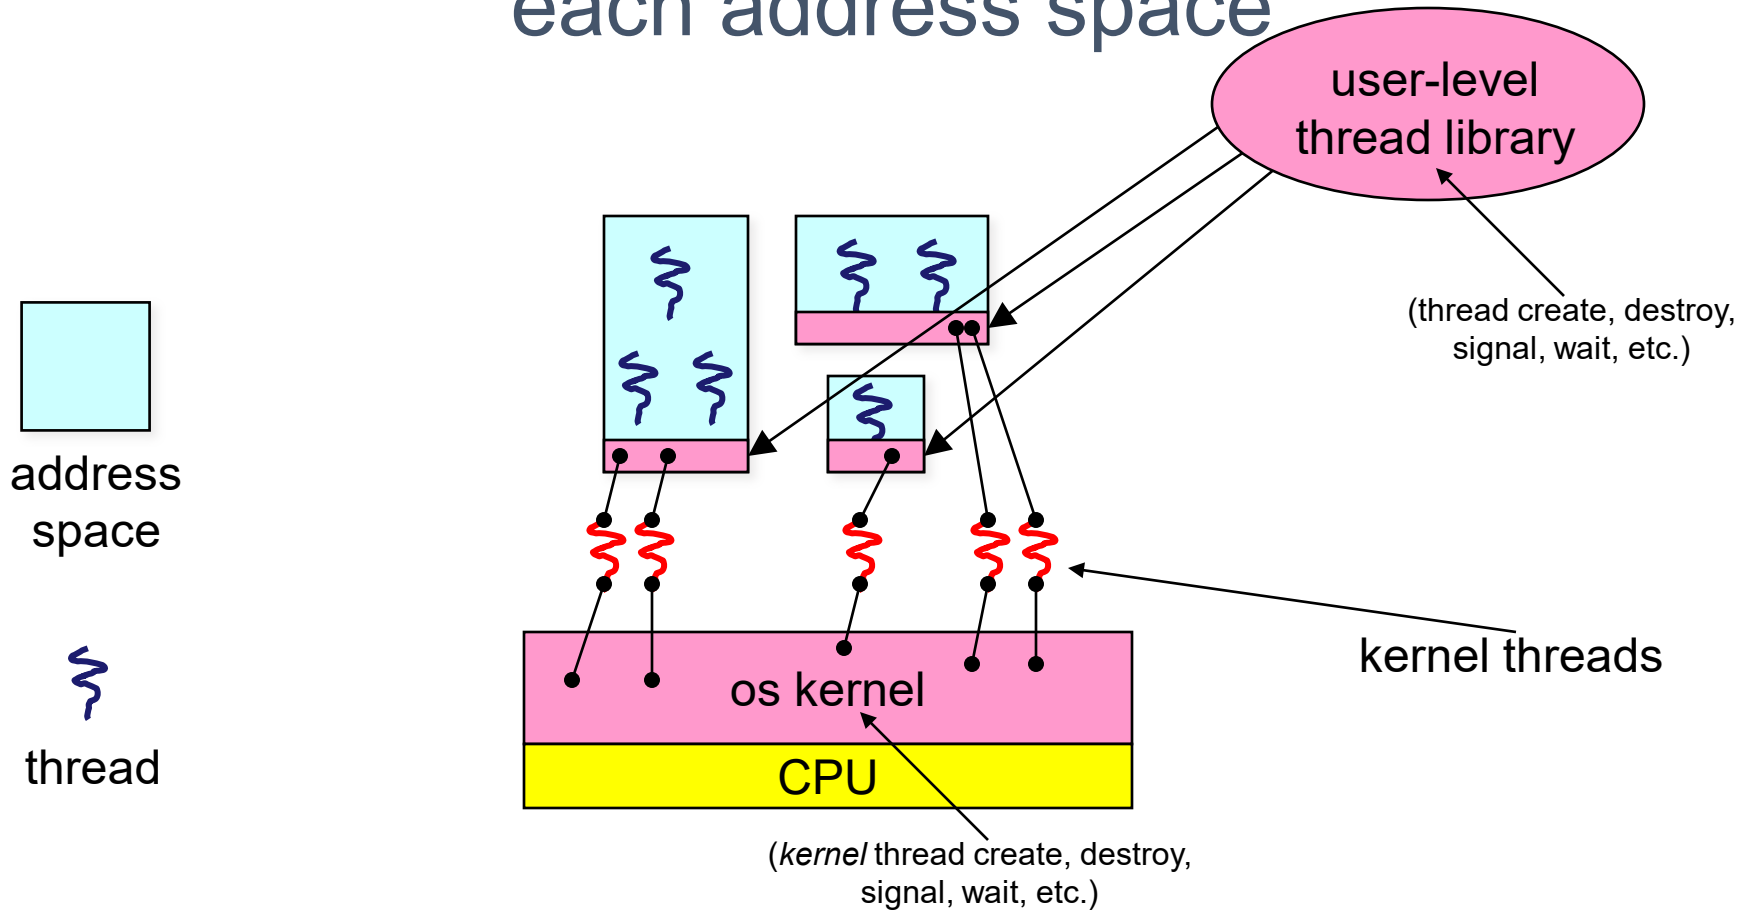 each address space
user-level
thread library
(thread create, destroy,
signal, wait, etc.)
address
space
thread
kernel threads
os kernel
CPU
(kernel thread create, destroy,
signal, wait, etc.)